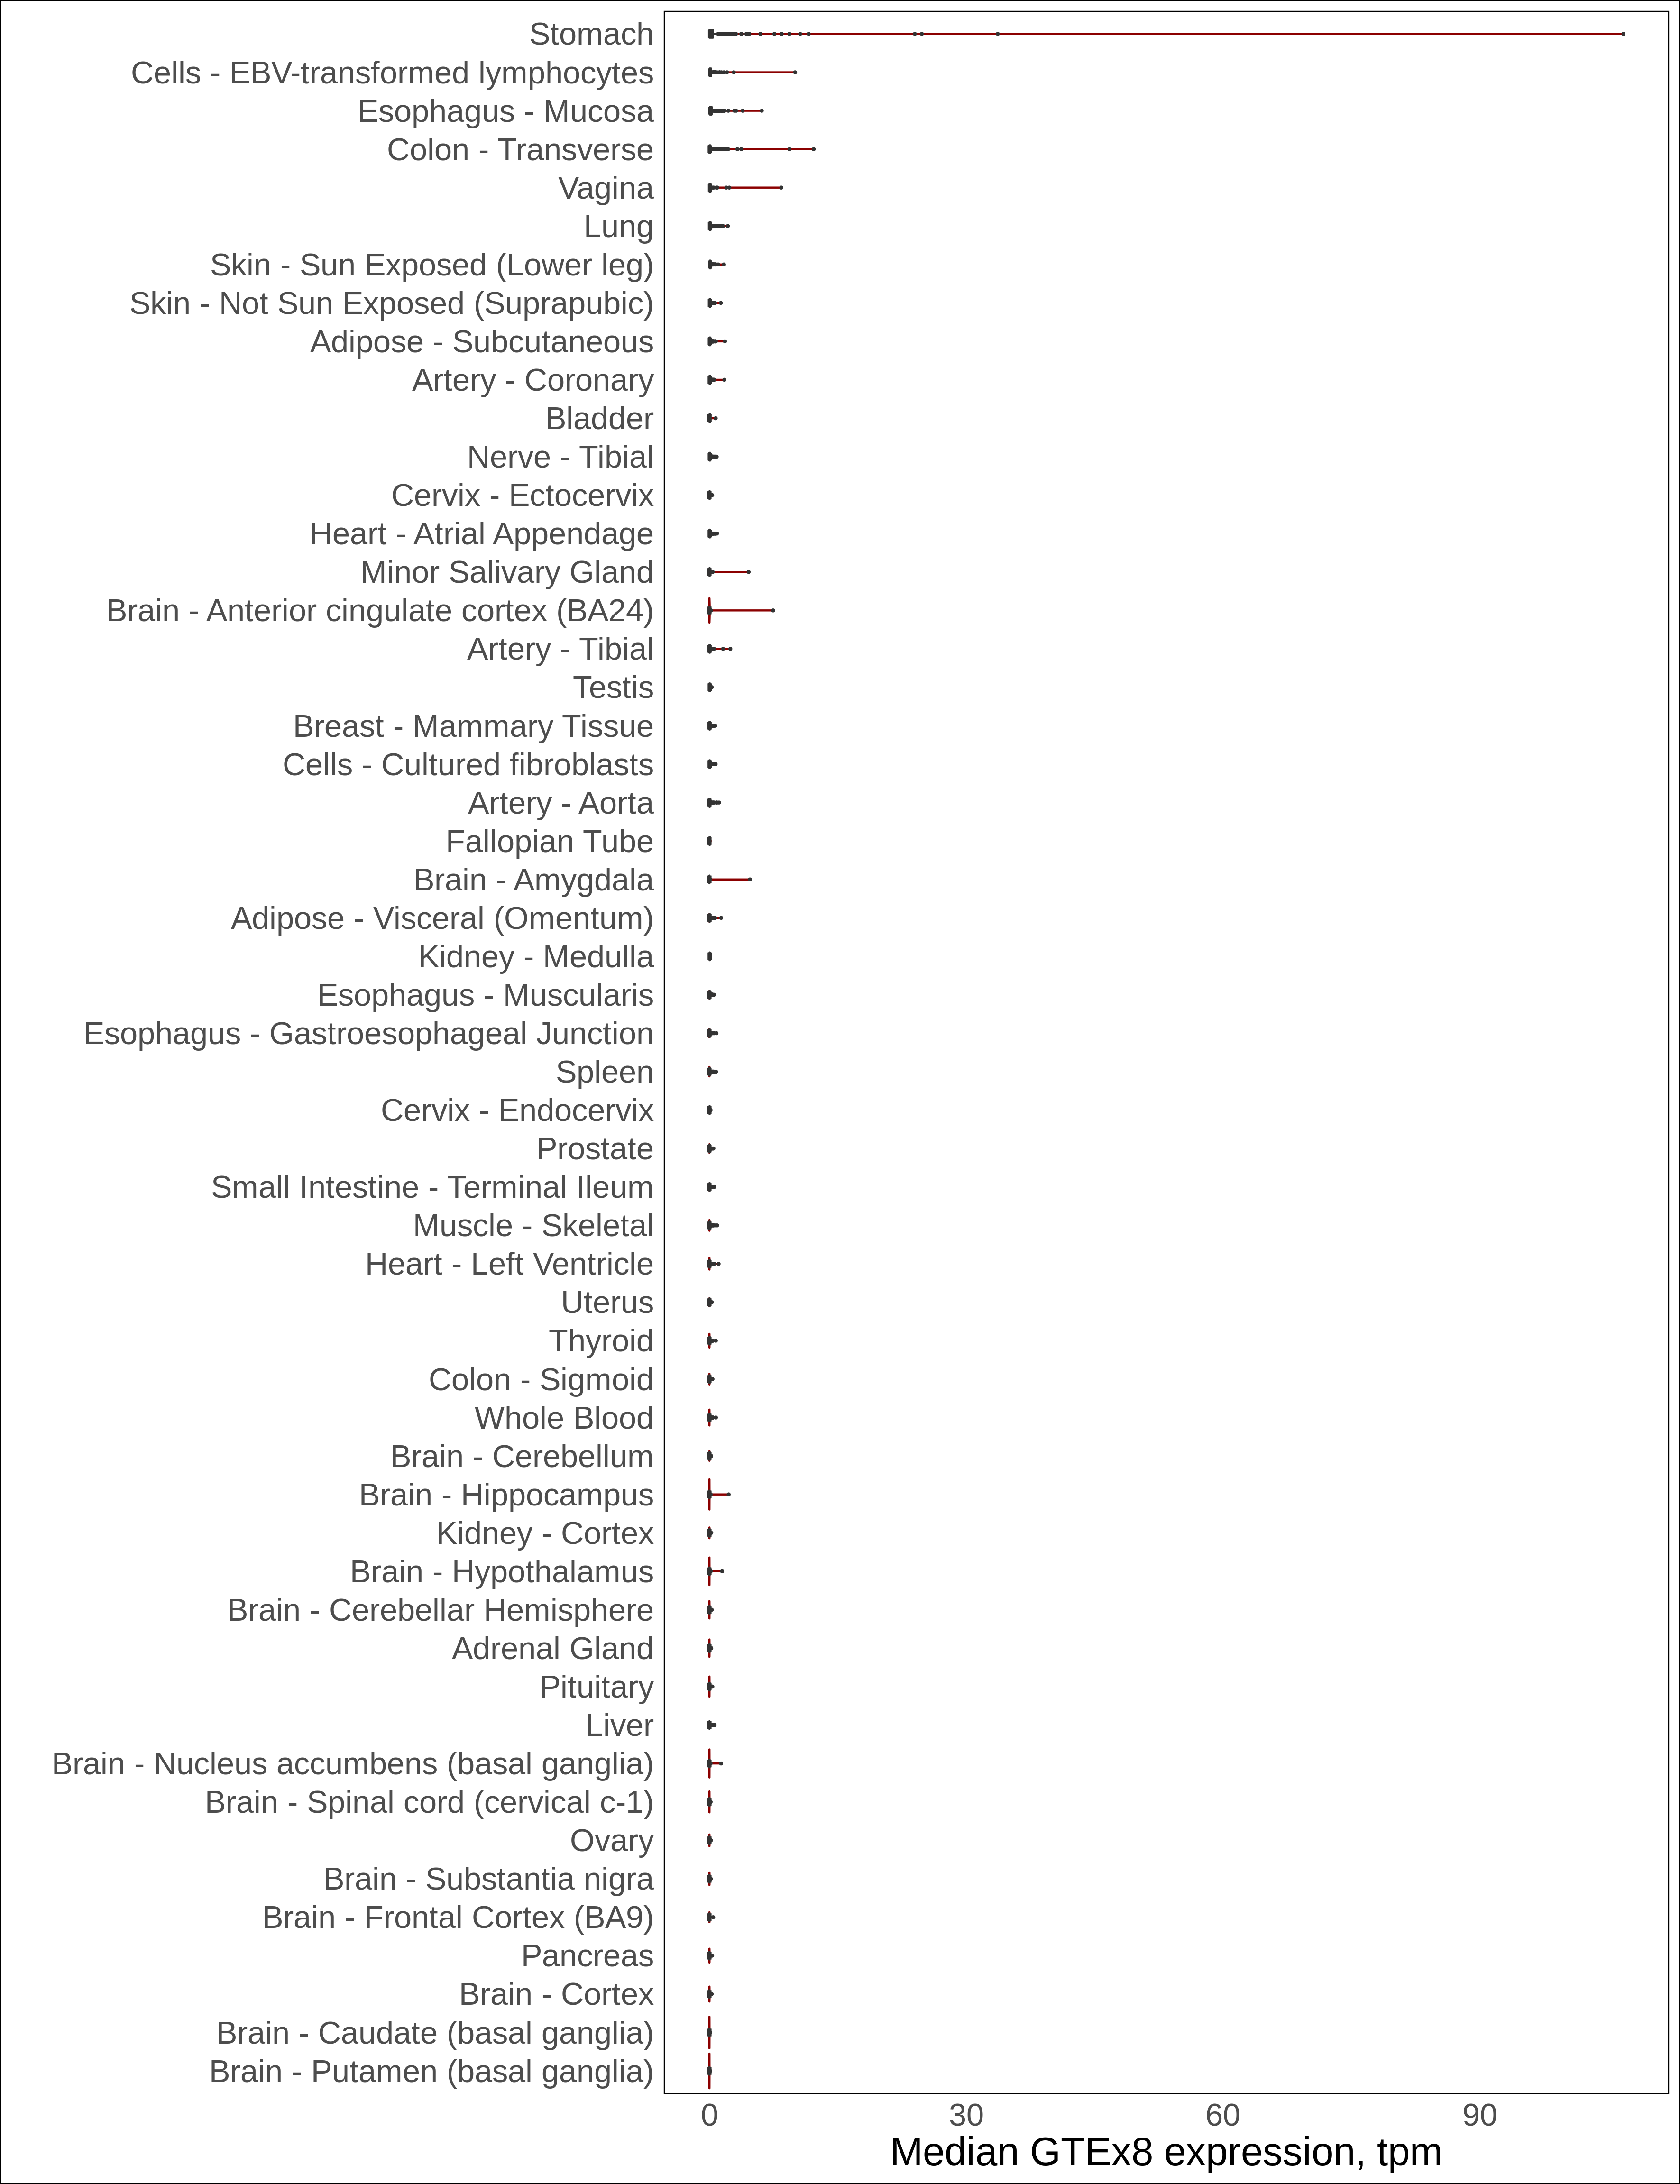 Stomach
Cells - EBV-transformed lymphocytes
Esophagus - Mucosa
Colon - Transverse
Vagina
Lung
Skin - Sun Exposed (Lower leg)
Skin - Not Sun Exposed (Suprapubic)
Adipose - Subcutaneous
Artery - Coronary
Bladder
Nerve - Tibial
Cervix - Ectocervix
Heart - Atrial Appendage
Minor Salivary Gland
Brain - Anterior cingulate cortex (BA24)
Artery - Tibial
Testis
Breast - Mammary Tissue
Cells - Cultured fibroblasts
Artery - Aorta
Fallopian Tube
Brain - Amygdala
Adipose - Visceral (Omentum)
Kidney - Medulla
Esophagus - Muscularis
Esophagus - Gastroesophageal Junction
Spleen
Cervix - Endocervix
Prostate
Small Intestine - Terminal Ileum
Muscle - Skeletal
Heart - Left Ventricle
Uterus
Thyroid
Colon - Sigmoid
Whole Blood
Brain - Cerebellum
Brain - Hippocampus
Kidney - Cortex
Brain - Hypothalamus
Brain - Cerebellar Hemisphere
Adrenal Gland
Pituitary
Liver
Brain - Nucleus accumbens (basal ganglia)
Brain - Spinal cord (cervical c-1)
Ovary
Brain - Substantia nigra
Brain - Frontal Cortex (BA9)
Pancreas
Brain - Cortex
Brain - Caudate (basal ganglia)
Brain - Putamen (basal ganglia)
0 30 60 90
Median GTEx8 expression, tpm